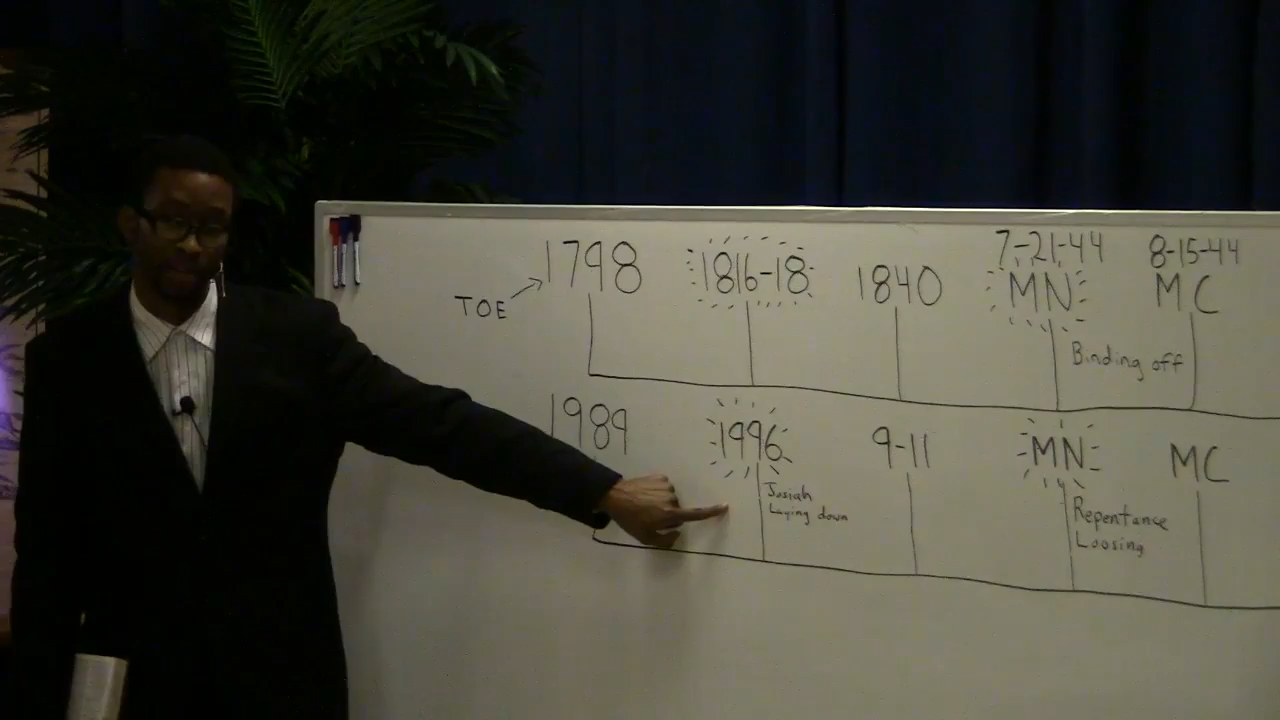 7-21-44 8-15-44
TOE 1798 1816-18 1840 MN MC
Binding off
1989 1996 9-11 MN MC
Josiah
Laying down
Repentance
Loosing